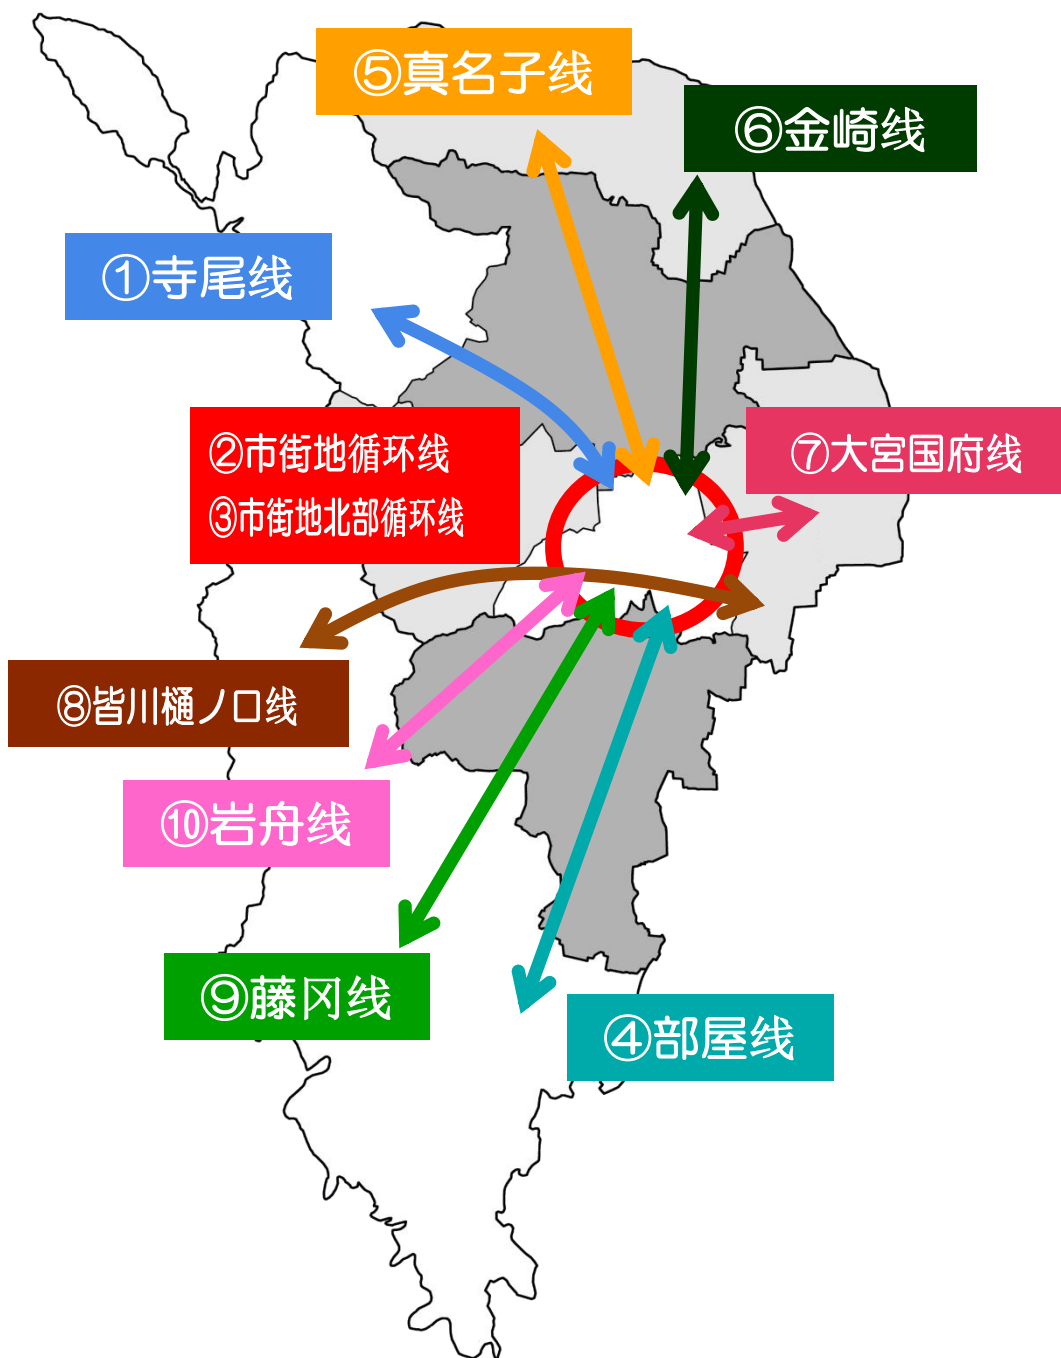 ⑤真名子线
⑥金崎线
①寺尾线
②市街地循环线
③市街地北部循环线
⑦大宮国府线
⑧皆川樋ノ口线
⑩岩舟线
⑨藤冈线
④部屋线